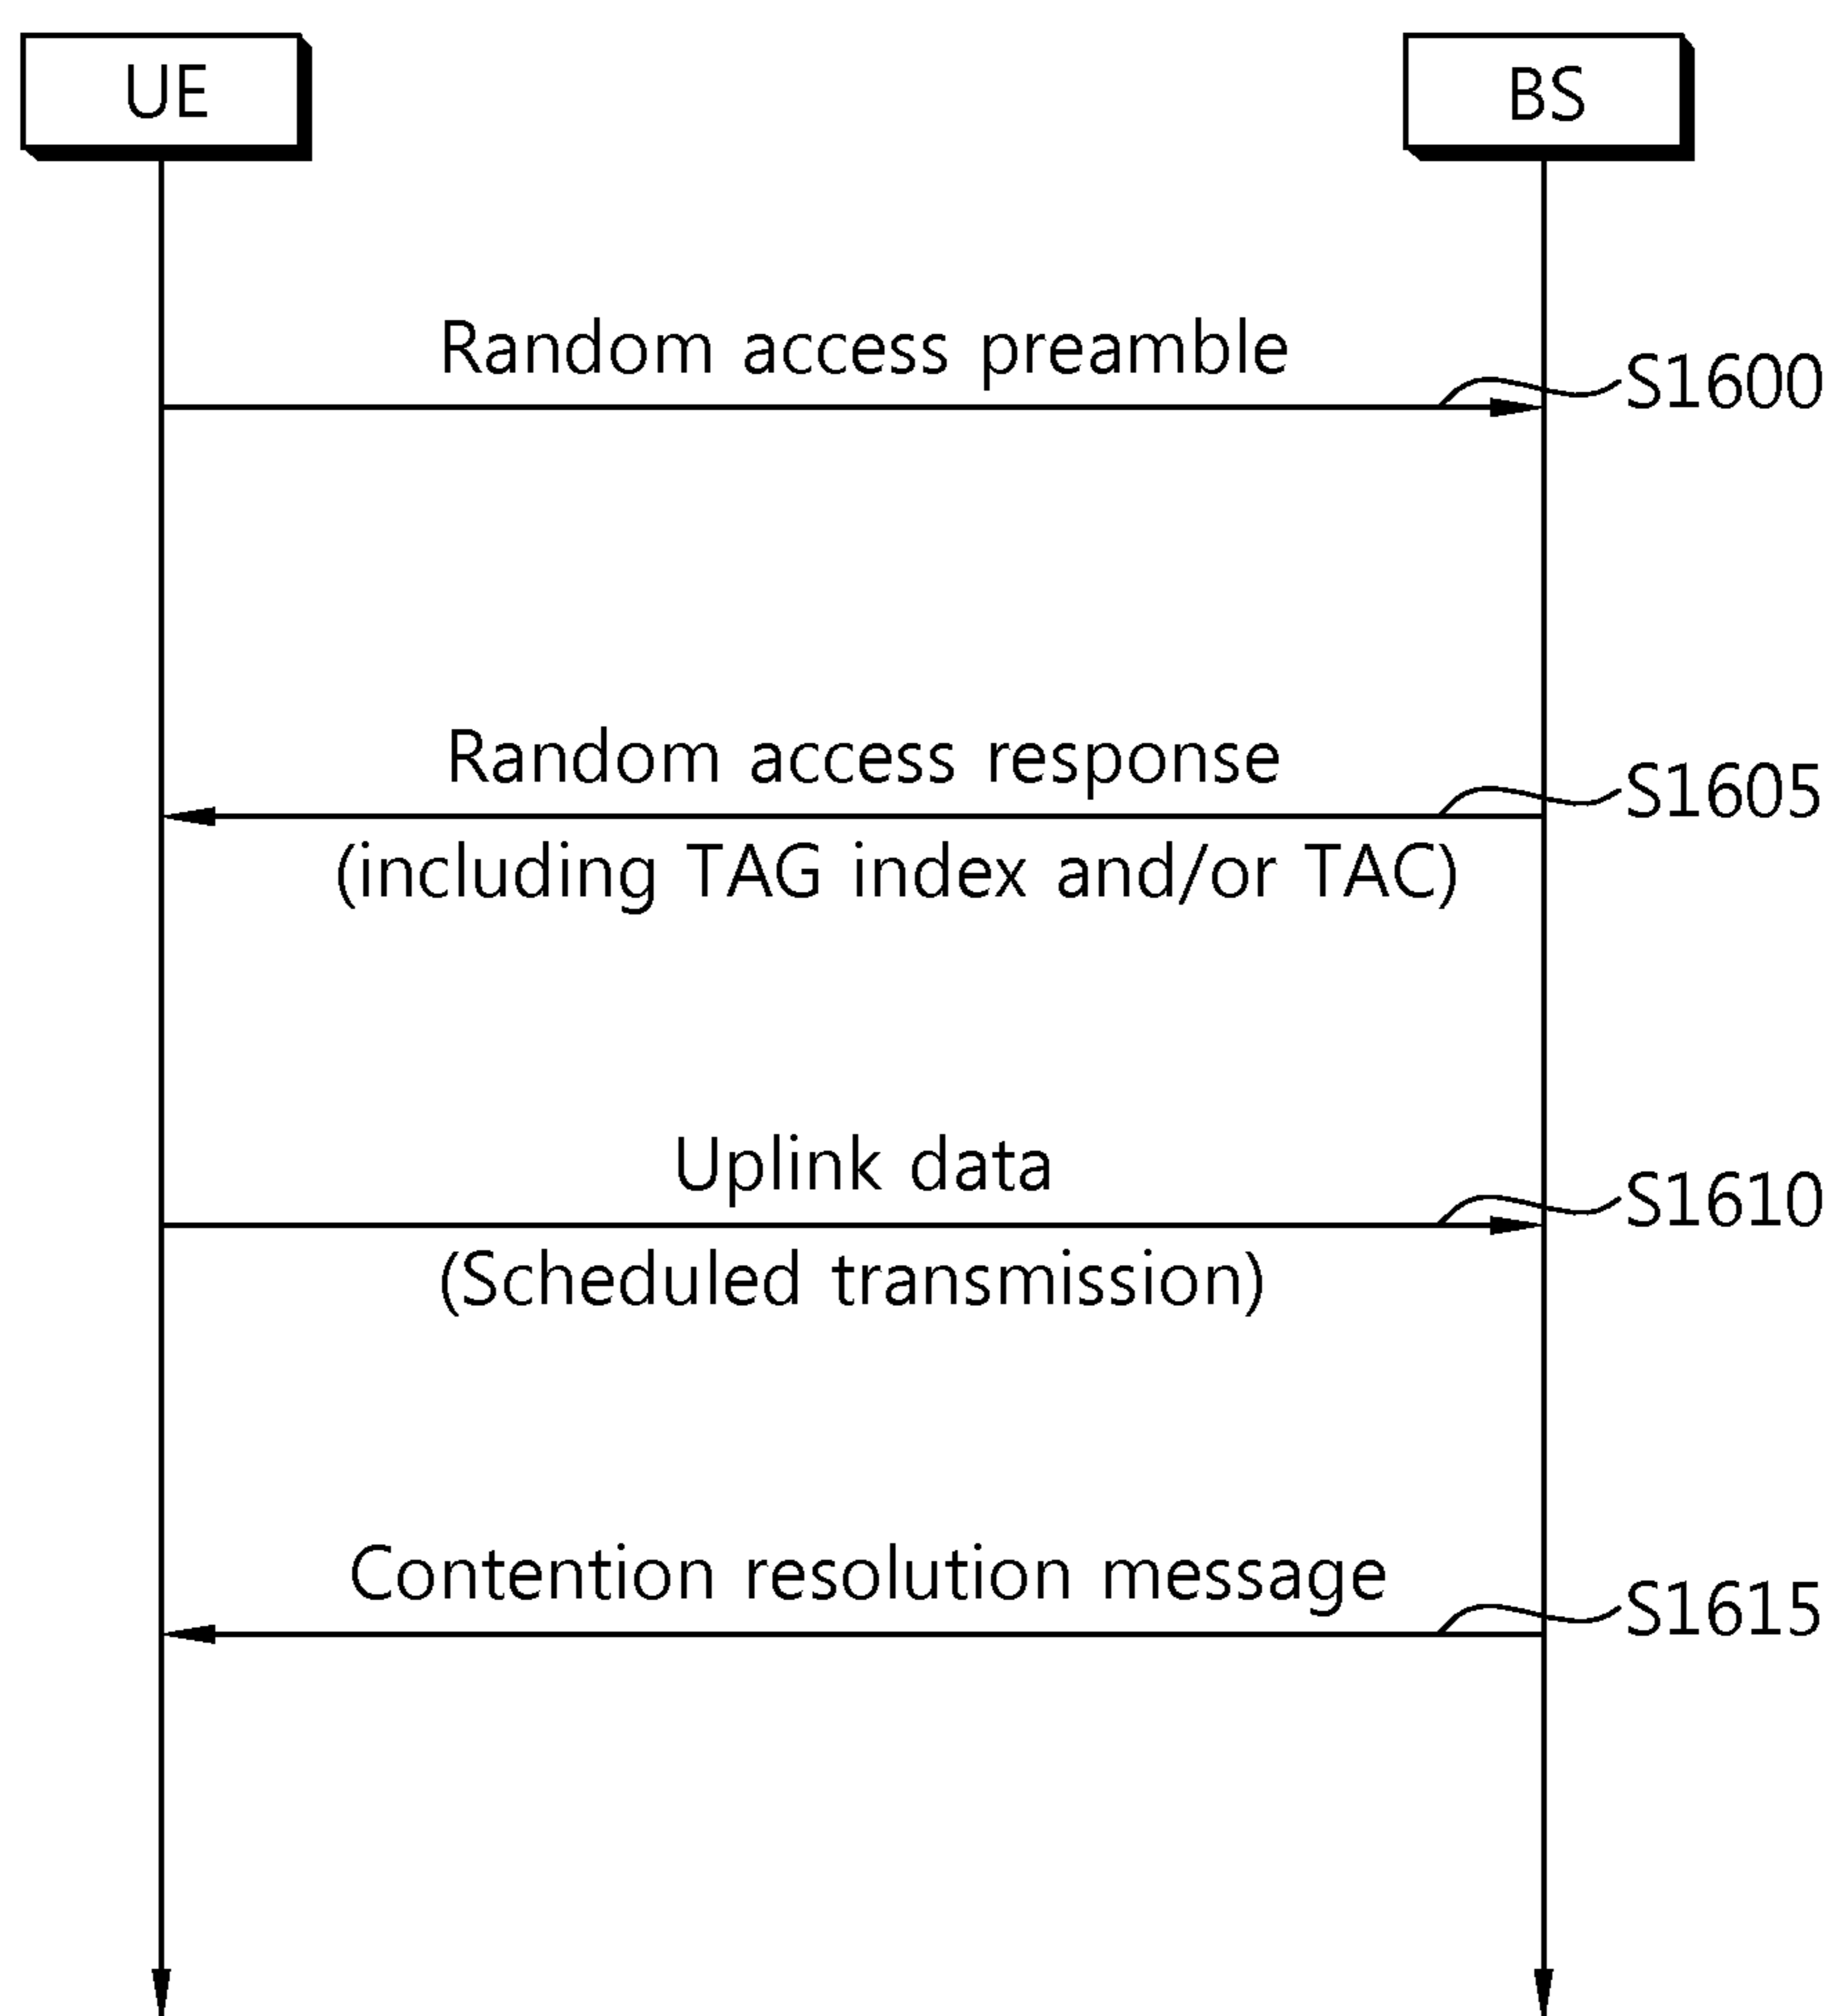 UE
BS
Random access preamble
S1600
Random access response
S1605
(including TAG index and/or TAC)
Uplink data
S1610
(Scheduled transmission)
Contention resolution message
S1615